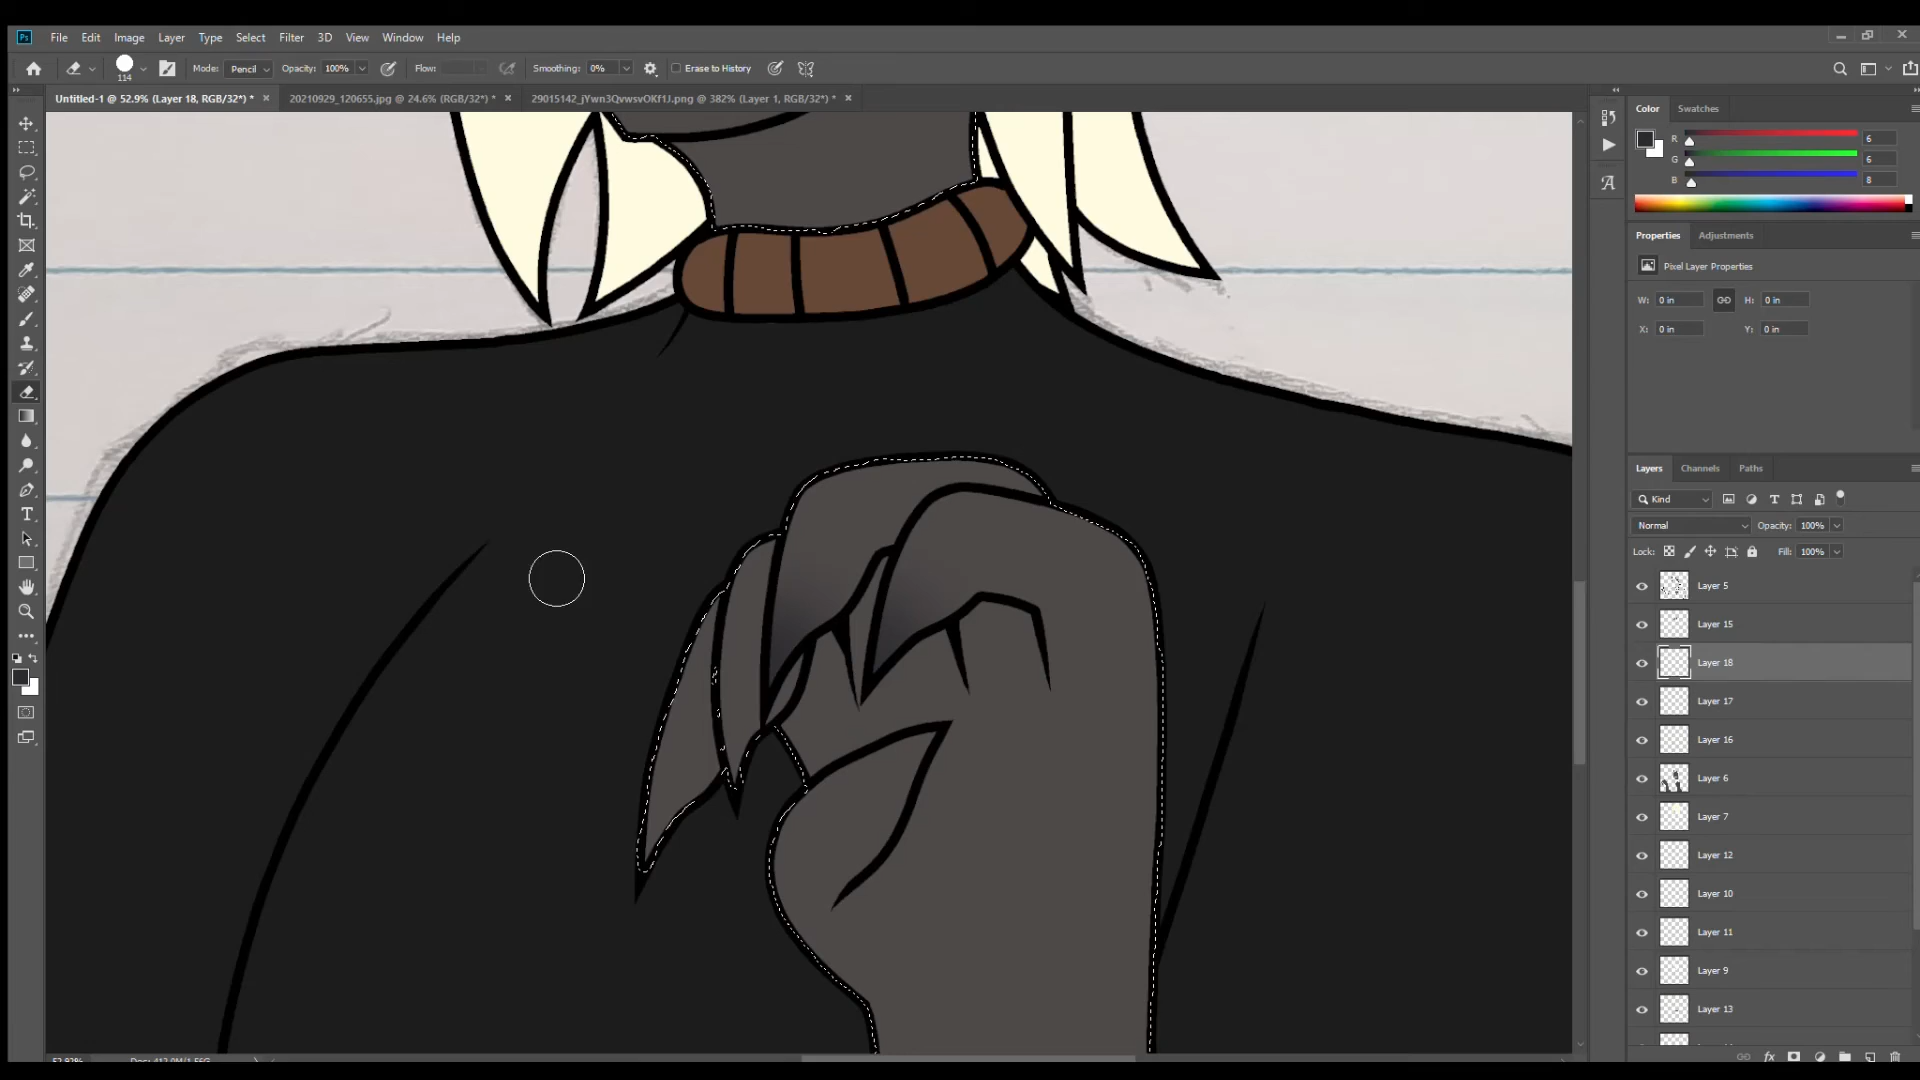 Ps File Edit Image Layer Type Select Filter 3D View Window Help
114 Mode: Pencil Opacity: 100% Flow: Smoothing: 0% Erase to History
Untitled-1 @ 52.9% (Layer 18, RGB/32*) * × 20210929_120655.jpg @ 24.6% (RGB/32*) * × 29015142_jYwn3QvwsvOKf1J.png @ 382% (Layer 1, RGB/32*) * ×
Color Swatches
R 6
G 6
B 8
Properties Adjustments
Pixel Layer Properties
W: 0 in H: 0 in
X: 0 in Y: 0 in
Layers Channels Paths
Kind
Normal Opacity: 100%
Lock: Fill: 100%
Layer 5
Layer 15
Layer 18
Layer 17
Layer 16
Layer 6
Layer 7
Layer 12
Layer 10
Layer 11
Layer 9
Layer 13